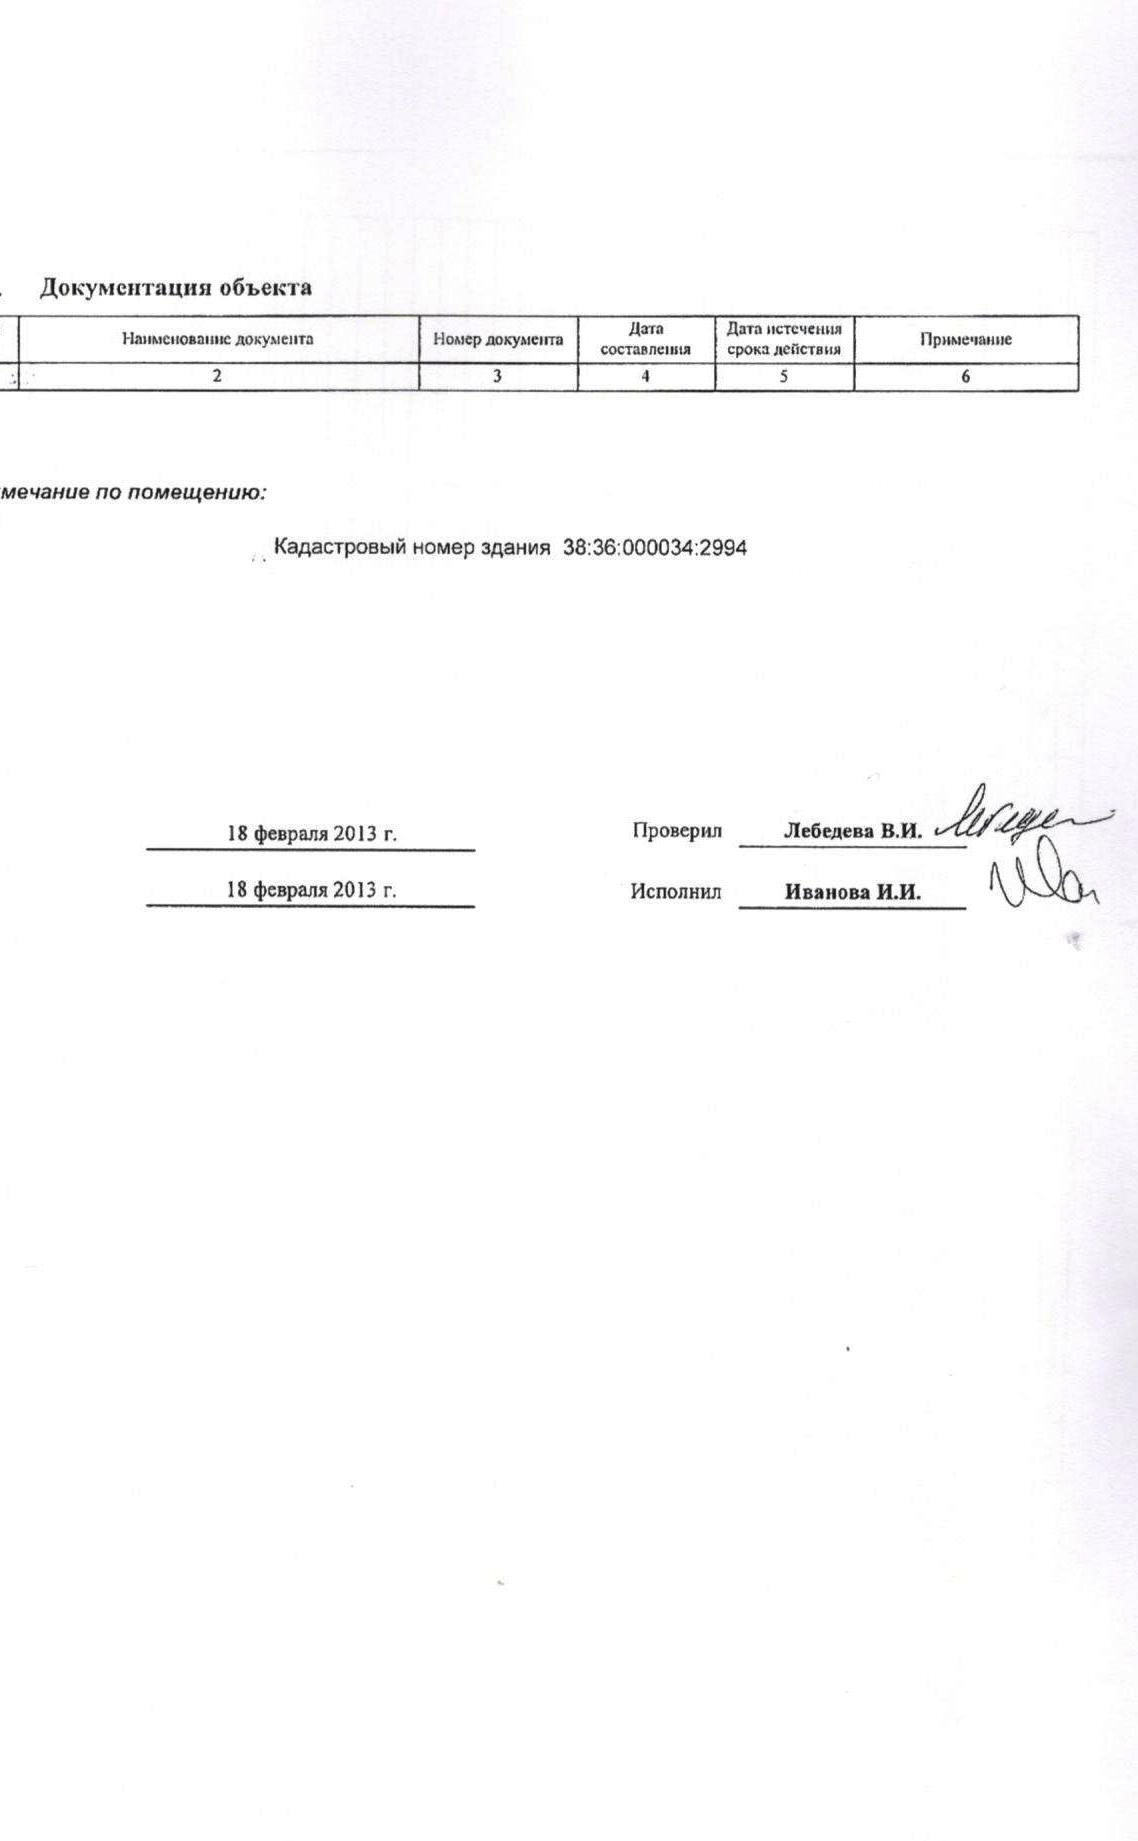 . Документация объекта
Наименование документа Номер документа Дата составления Дата истечения срока действия Примечание
2 3 4 5 6
мечание по помещению:
Кадастровый номер здания 38:36:000034:2994
18 февраля 2013 г. Проверил Лебедева В.И.
18 февраля 2013 г. Исполнил Иванова И.И.